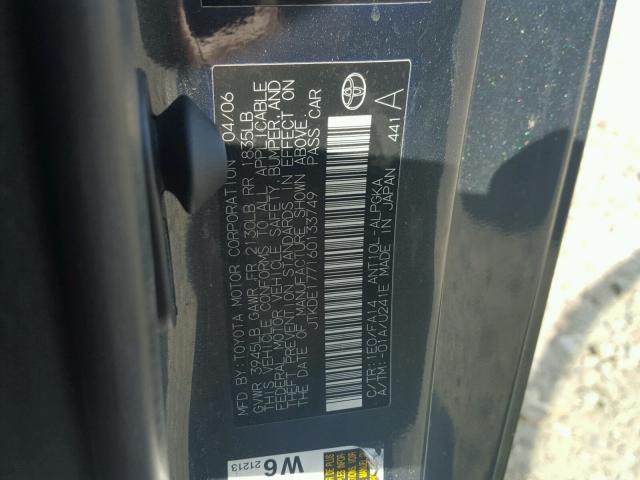 MFD.BY:TOYOTA MOTOR CORPORATION 04/06
GVWR 3945LB GAWR FR 2130LB RR 1835LB
THIS VEHICLE CONFORMS TO ALL APPLICABLE
FEDERAL MOTOR VEHICLE SAFETY, BUMPER, AND
THEFT PREVENTION STANDARDS IN EFFECT ON
THE DATE OF MANUFACTURE SHOWN ABOVE.
JTKDE177160133749 PASS CAR
C/TR:1E0/FA14 ANT10L-ALPGKA
A/TM:-01A/U241E MADE IN JAPAN
441 A
W6
21213